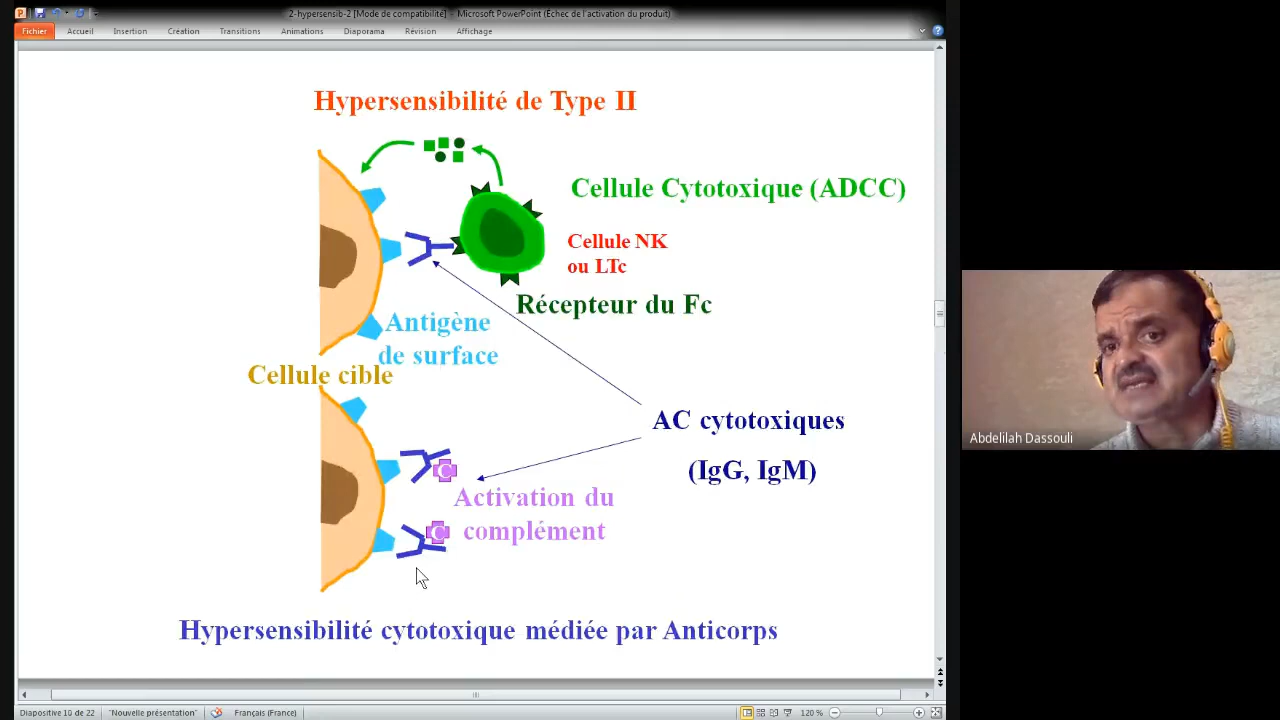 2-hypersensib-2 [Mode de compatibilité] - Microsoft PowerPoint (Échec de l'activation du produit)
Fichier Accueil Insertion Création Transitions Animations Diaporama Révision Affichage
Hypersensibilité de Type II
Cellule Cytotoxique (ADCC)
Cellule NK
ou LTc
Récepteur du Fc
Antigène
de surface
Cellule cible
AC cytotoxiques
(IgG, IgM)
C
Activation du
complément
C
Hypersensibilité cytotoxique médiée par Anticorps
Abdelilah Dassouli
Diapositive 10 de 22 "Nouvelle présentation" Français (France) 120 %